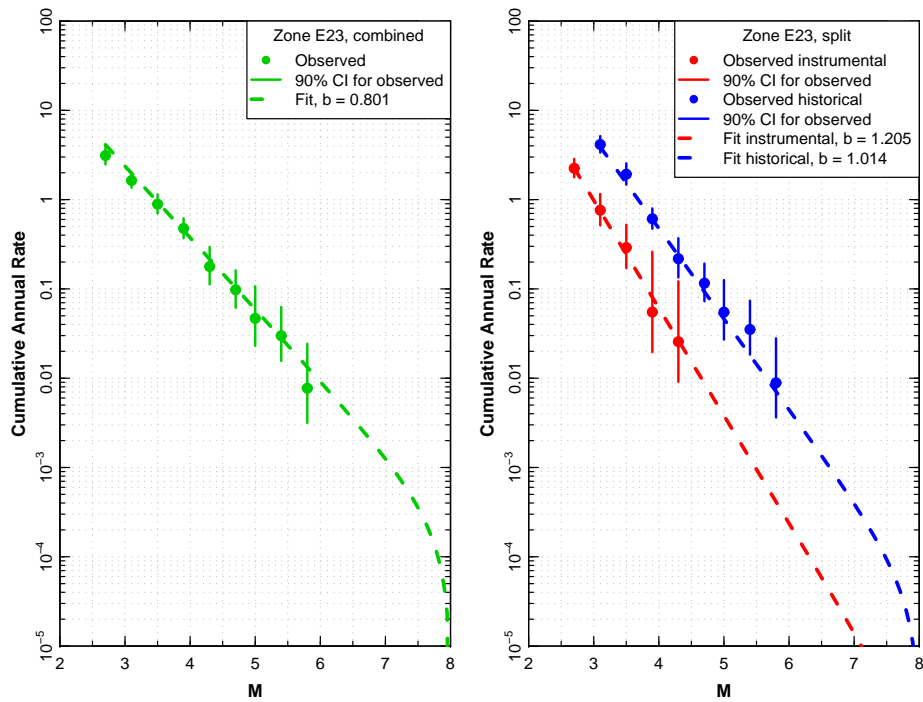 Zone E23, combined
Observed
90% CI for observed
Fit, b = 0.801
Cumulative Annual Rate
100
10
1
0.1
0.01
10⁻³
10⁻⁴
10⁻⁵
2 3 4 5 6 7 8
M
Zone E23, split
Observed instrumental
90% CI for observed
Observed historical
90% CI for observed
Fit instrumental, b = 1.205
Fit historical, b = 1.014
Cumulative Annual Rate
100
10
1
0.1
0.01
10⁻³
10⁻⁴
10⁻⁵
2 3 4 5 6 7 8
M